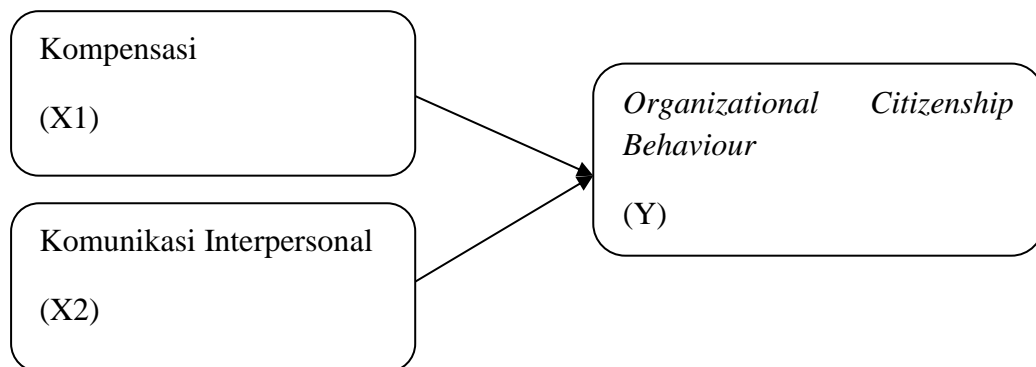 Kompensasi
(X1)
Komunikasi Interpersonal
(X2)
Organizational Citizenship
Behaviour
(Y)